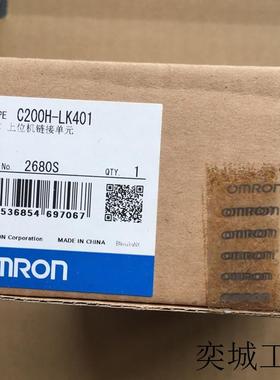 PE C200H-LK401
上位机链接单元
No. 2680S QTY. 1
536854 697067
ON Corporation MADE IN CHINA
MRON
OMRON
OMRON
OMRON
OMRON
OMRON
OMRON
奕城工